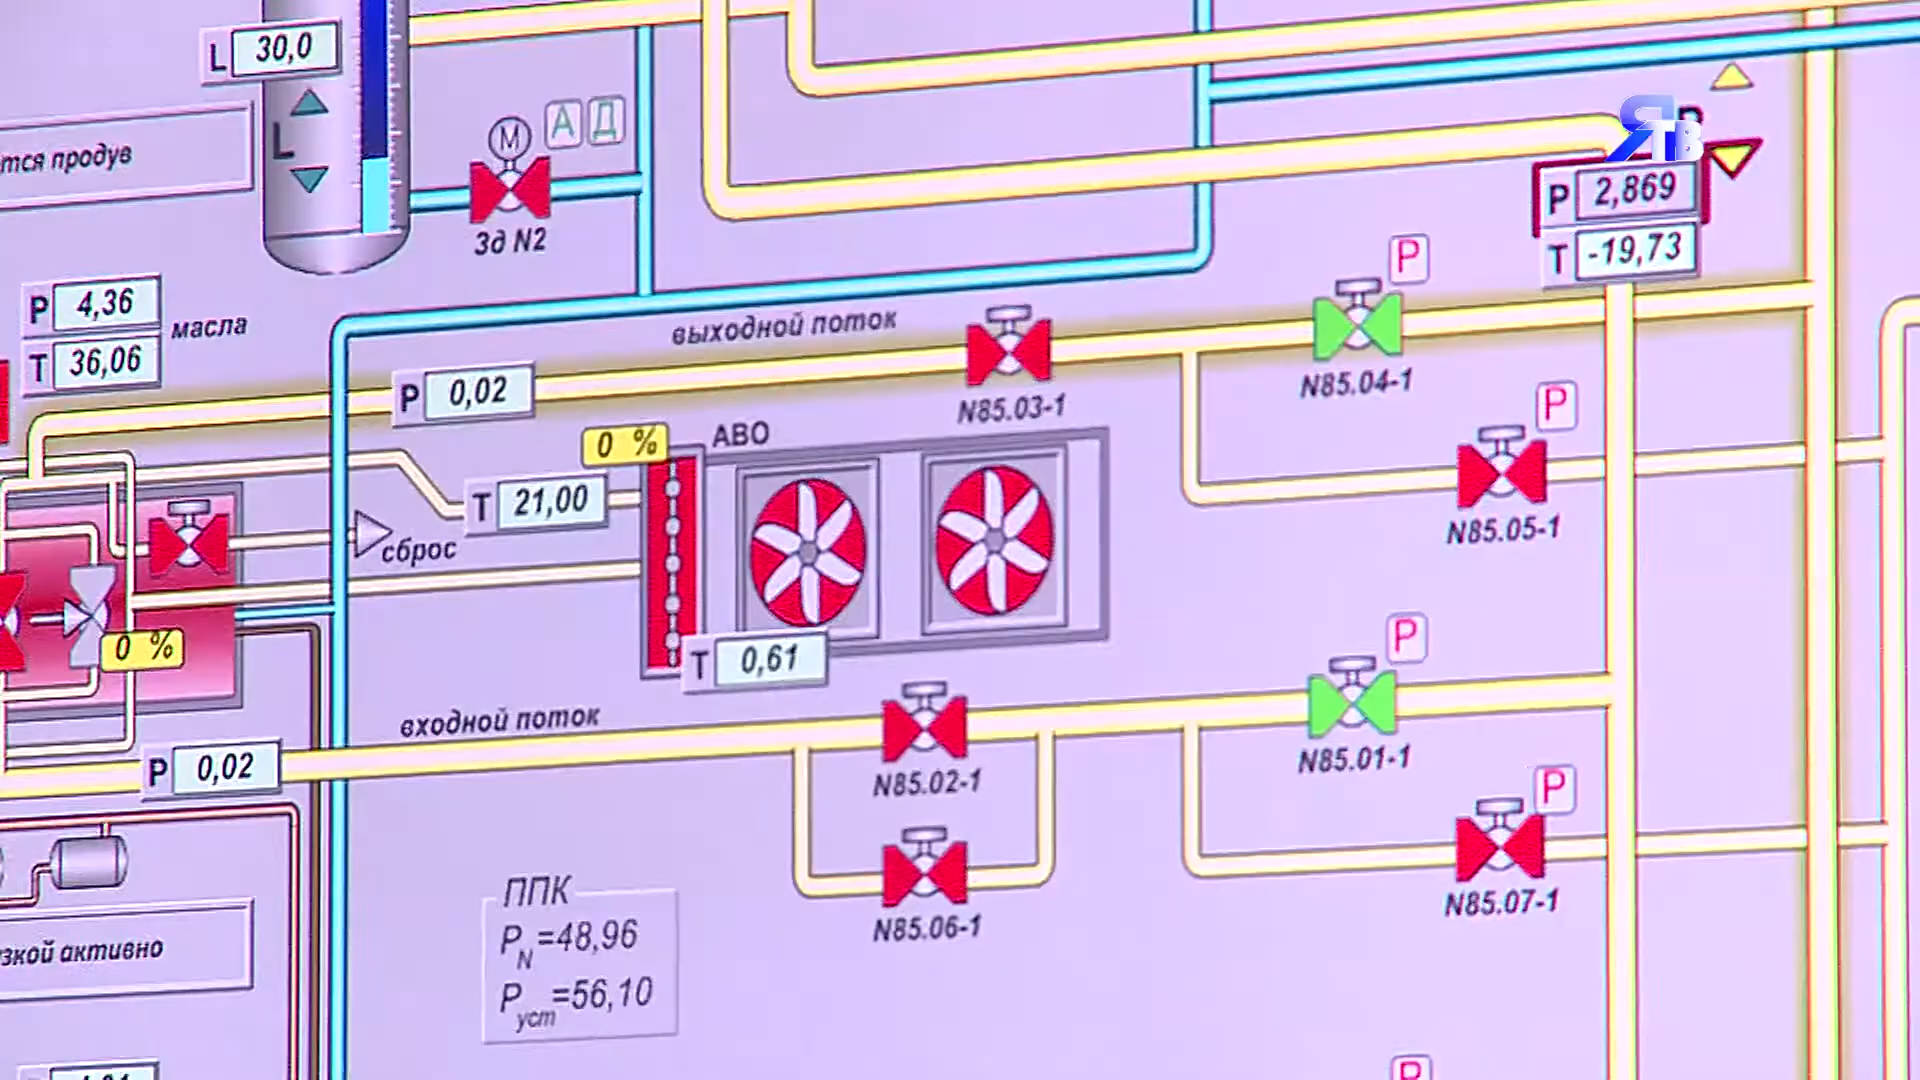 L 30,0
L
М
А Д
тся продув
Зд N2
ЯТВ
P 2,869
T -19,73
P
P 4,36
масла
T 36,06
выходной поток
N85.04-1
P 0,02
N85.03-1
P
0 %
АВО
T 21,00
N85.05-1
сброс
0 %
T 0,61
P
входной поток
N85.01-1
P 0,02
N85.02-1
P
ППК
N85.06-1
N85.07-1
P N =48,96
зкой активно
P уст =56,10
P